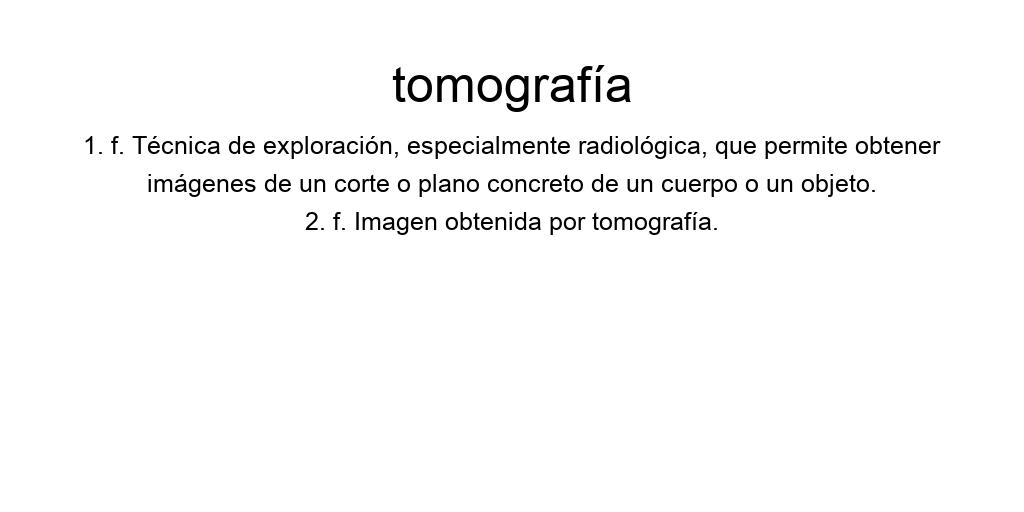 tomografía
1. f. Técnica de exploración, especialmente radiológica, que permite obtener
imágenes de un corte o plano concreto de un cuerpo o un objeto.
2. f. Imagen obtenida por tomografía.